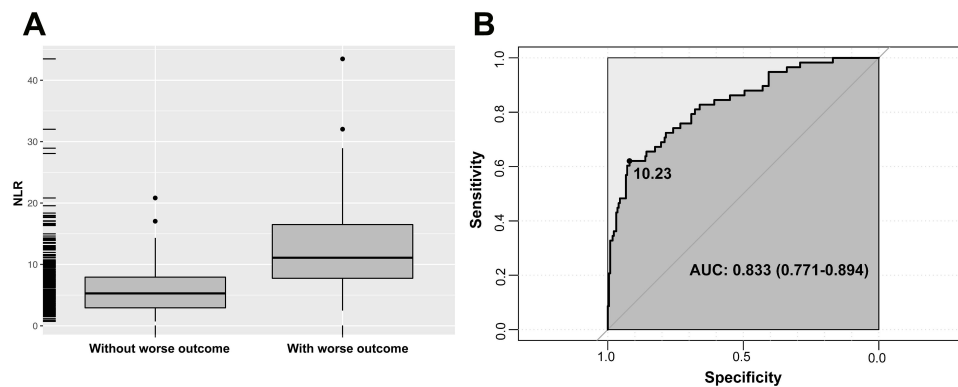 A
NLR
40
30
20
10
0
Without worse outcome
With worse outcome
B
Sensitivity
1.0
0.8
0.6
0.4
0.2
0.0
10.23
AUC: 0.833 (0.771-0.894)
1.0
0.5
0.0
Specificity